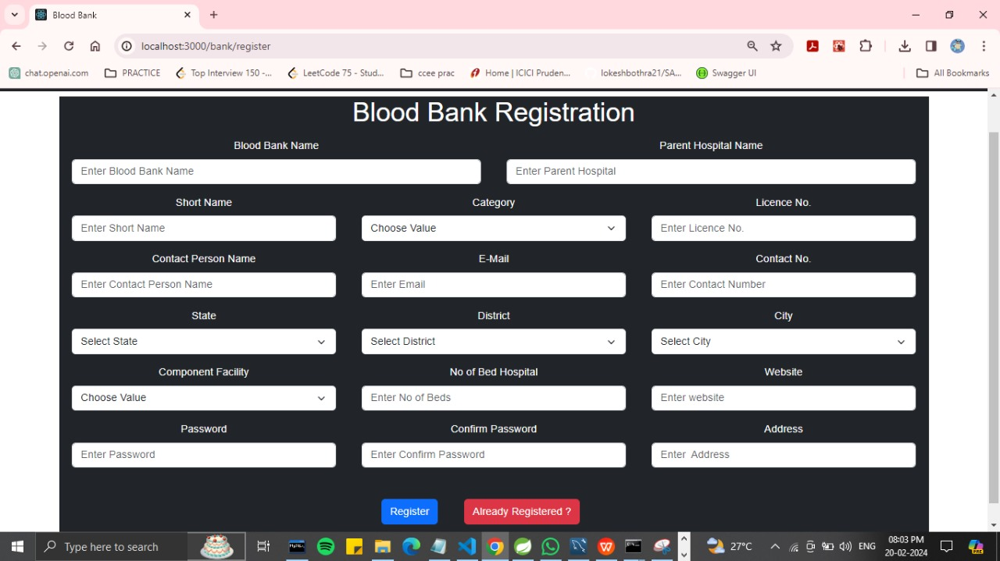 Blood Bank
localhost:3000/bank/register
chat.openai.com PRACTICE Top Interview 150 -... LeetCode 75 - Stud... ccee prac Home | ICICI Pruden... lokeshbothra21/SA... Swagger UI All Bookmarks
Blood Bank Registration
Blood Bank Name Parent Hospital Name
Enter Blood Bank Name Enter Parent Hospital
Short Name Category Licence No.
Enter Short Name Choose Value Enter Licence No.
Contact Person Name E-Mail Contact No.
Enter Contact Person Name Enter Email Enter Contact Number
State District City
Select State Select District Select City
Component Facility No of Bed Hospital Website
Choose Value Enter No of Beds Enter website
Password Confirm Password Address
Enter Password Enter Confirm Password Enter  Address
Register Already Registered ?
Type here to search 27°C ENG 08:03 PM
20-02-2024